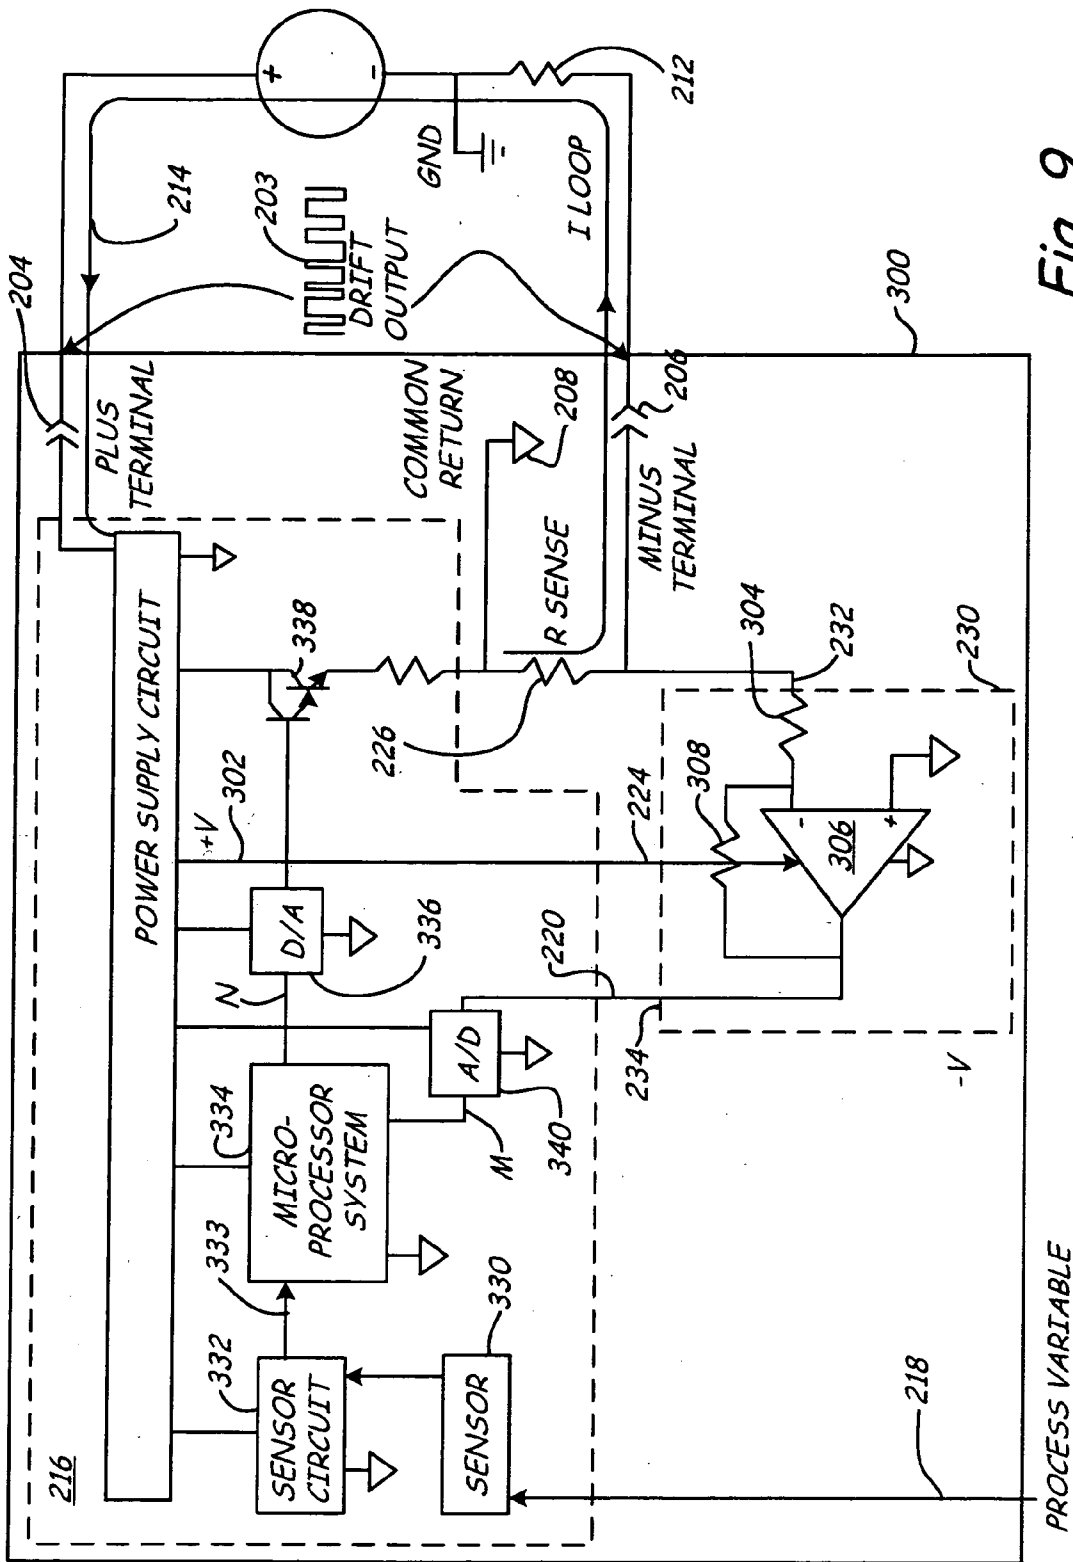 216
POWER SUPPLY CIRCUIT
204
PLUS
TERMINAL
214
+
-
203
DRIFT
OUTPUT
GND
212
I LOOP
332
SENSOR
CIRCUIT
333
334
MICRO-
PROCESSOR
SYSTEM
N
D/A
336
+V
302
338
COMMON
RETURN
208
R SENSE
226
206
MINUS
TERMINAL
330
SENSOR
M
A/D
340
220
224
304
232
230
308
306
-
+
234
-V
300
218
PROCESS VARIABLE
Fig. 9